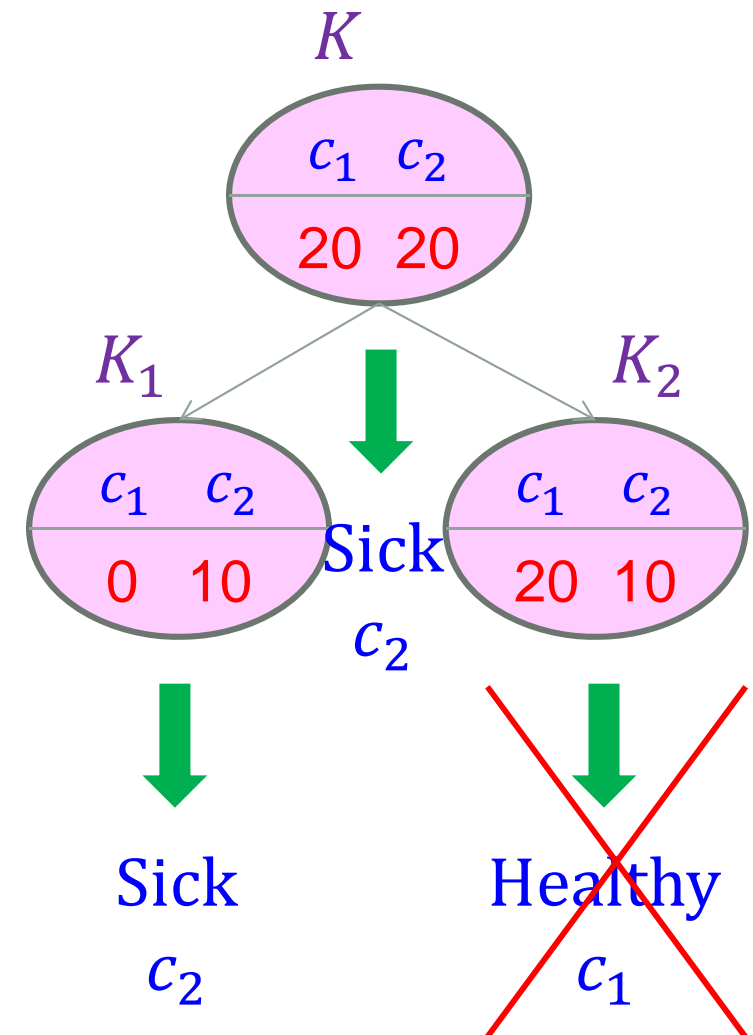 K
c₁ c₂
20 20
K₁ K₂
c₁ c₂
0 10
c₁ c₂
20 10
Sick
c₂
Sick
c₂
Healthy
c₁